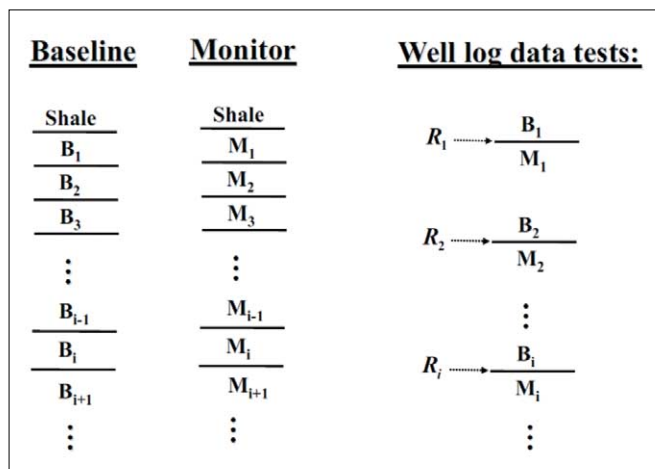 Baseline
Shale
B₁
B₂
B₃
⋮
Bᵢ₋₁
Bᵢ
Bᵢ₊₁
⋮
Monitor
Shale
M₁
M₂
M₃
⋮
Mᵢ₋₁
Mᵢ
Mᵢ₊₁
⋮
Well log data tests:
R₁ B₁
M₁
R₂ B₂
M₂
⋮
Rᵢ Bᵢ
Mᵢ
⋮